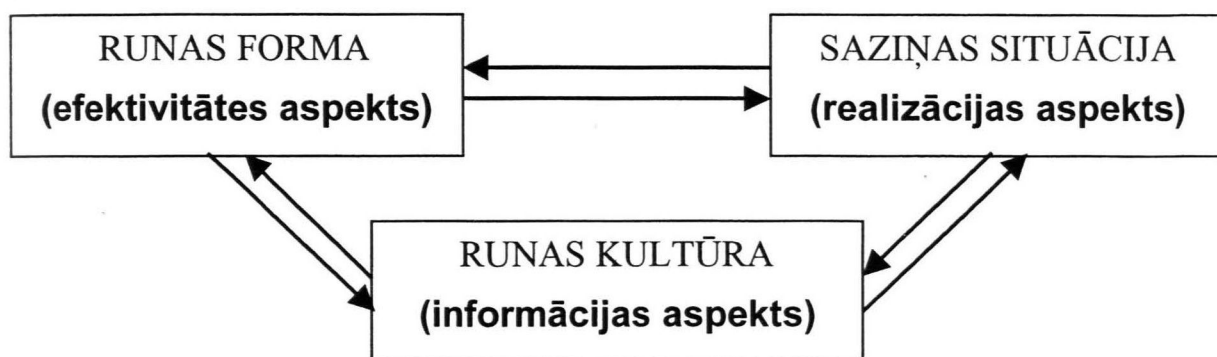 RUNAS FORMA
(efektivitātes aspekts)
SAZIŅAS SITUĀCIJA
(realizācijas aspekts)
RUNAS KULTŪRA
(informācijas aspekts)